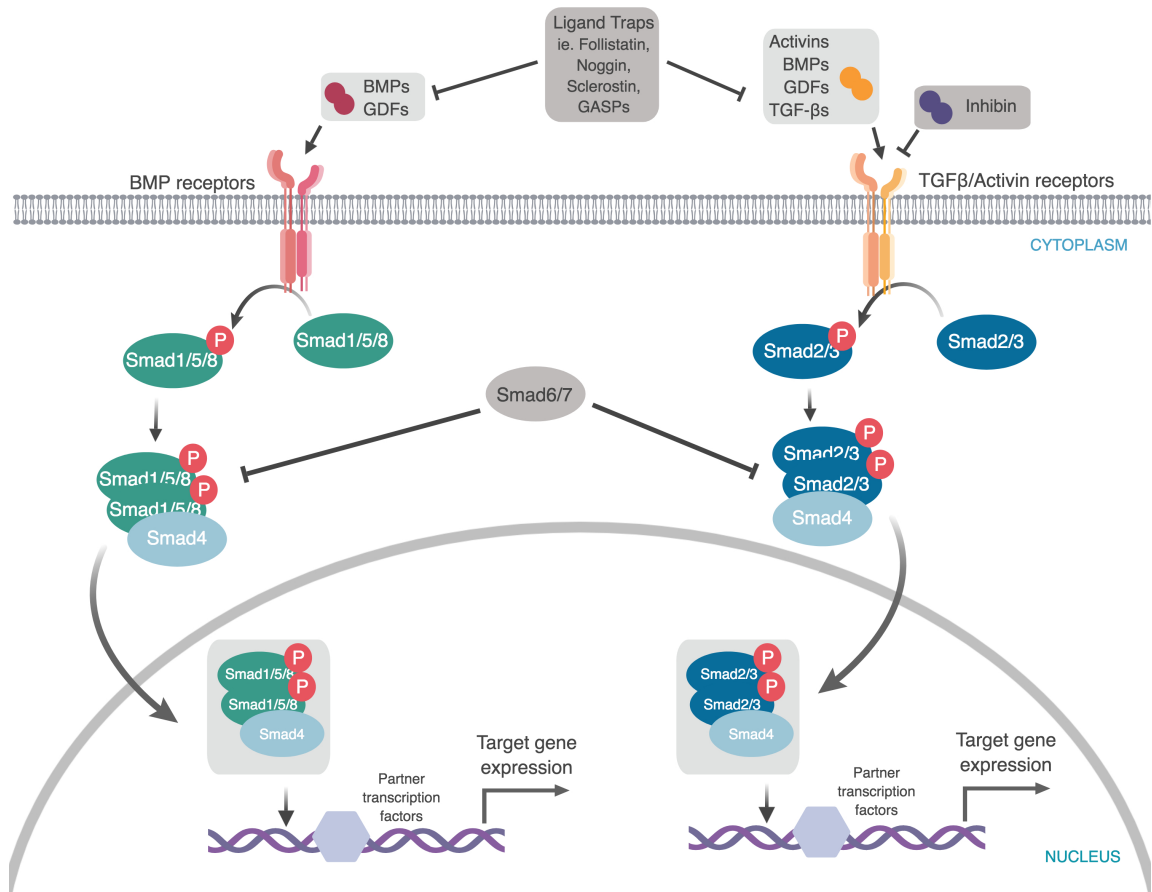 Ligand Traps
ie. Follistatin,
Noggin,
Sclerostin,
GASPs
BMPs
GDFs
Activins
BMPs
GDFs
TGF-βs
Inhibin
BMP receptors
TGFβ/Activin receptors
CYTOPLASM
P
Smad1/5/8
Smad1/5/8
P
Smad2/3
Smad2/3
Smad6/7
P
Smad1/5/8
P
Smad1/5/8
Smad4
P
Smad2/3
P
Smad2/3
Smad4
P
Smad1/5/8
P
Smad1/5/8
Smad4
P
Smad2/3
P
Smad2/3
Smad4
Target gene
expression
Partner
transcription
factors
Target gene
expression
Partner
transcription
factors
NUCLEUS